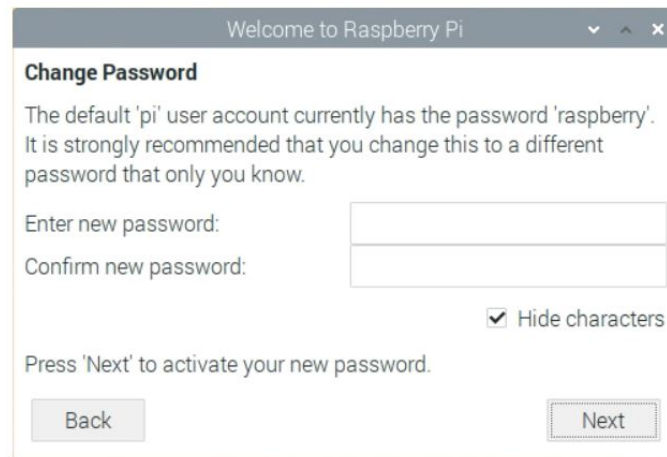 Welcome to Raspberry Pi
Change Password
The default 'pi' user account currently has the password 'raspberry'.
It is strongly recommended that you change this to a different
password that only you know.
Enter new password:
Confirm new password:
Hide characters
Press 'Next' to activate your new password.
Back
Next